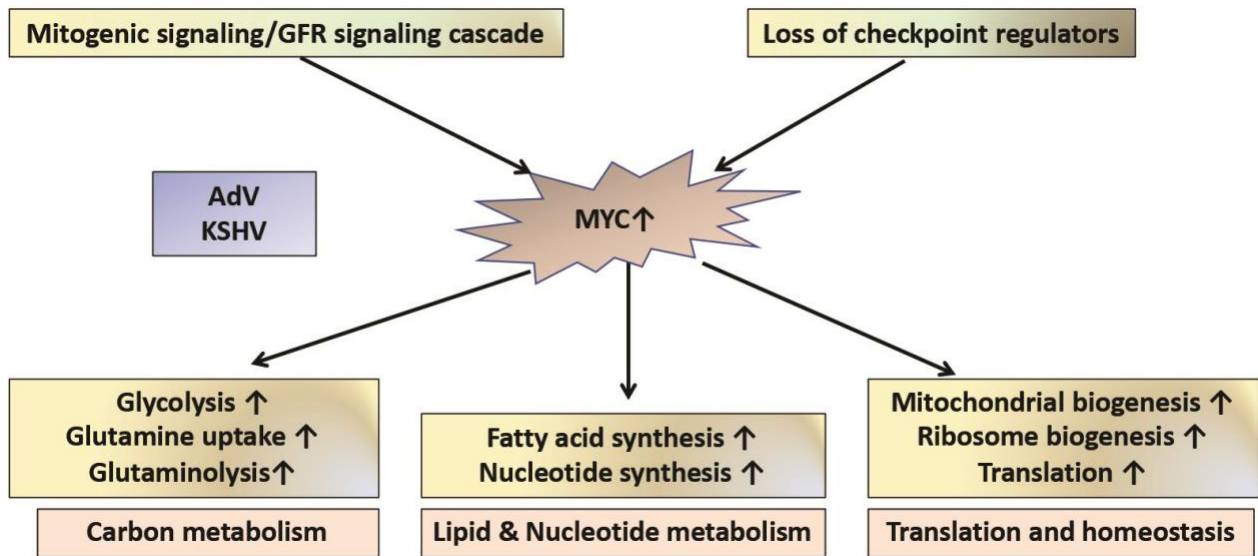 Mitogenic signaling/GFR signaling cascade
Loss of checkpoint regulators
AdV
KSHV
MYC↑
Glycolysis ↑
Glutamine uptake ↑
Glutaminolysis↑
Carbon metabolism
Fatty acid synthesis ↑
Nucleotide synthesis ↑
Lipid & Nucleotide metabolism
Mitochondrial biogenesis ↑
Ribosome biogenesis ↑
Translation ↑
Translation and homeostasis